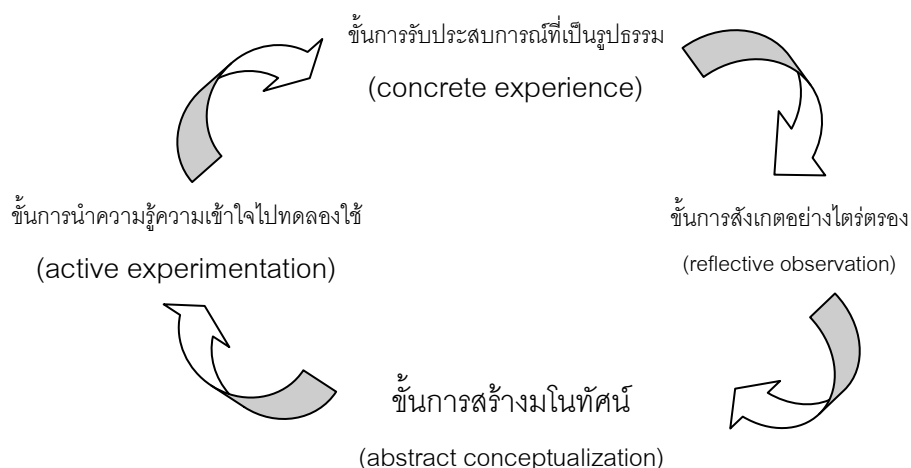 ขั้นการรับประสบการณ์ที่เป็นรูปธรรม
(concrete experience)
ขั้นการนำความรู้ความเข้าใจไปทดลองใช้
(active experimentation)
ขั้นการสังเกตอย่างไตร่ตรอง
(reflective observation)
ขั้นการสร้างมโนทัศน์
(abstract conceptualization)